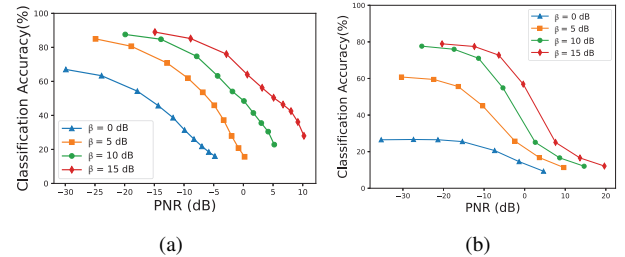 100
80
60
40
20
0
Classification Accuracy(%)
β = 0 dB
β = 5 dB
β = 10 dB
β = 15 dB
−30 −25 −20 −15 −10 −5 0 5 10
PNR (dB)
(a)
100
80
60
40
20
0
Classification Accuracy(%)
β = 0 dB
β = 5 dB
β = 10 dB
β = 15 dB
−30 −20 −10 0 10 20
PNR (dB)
(b)